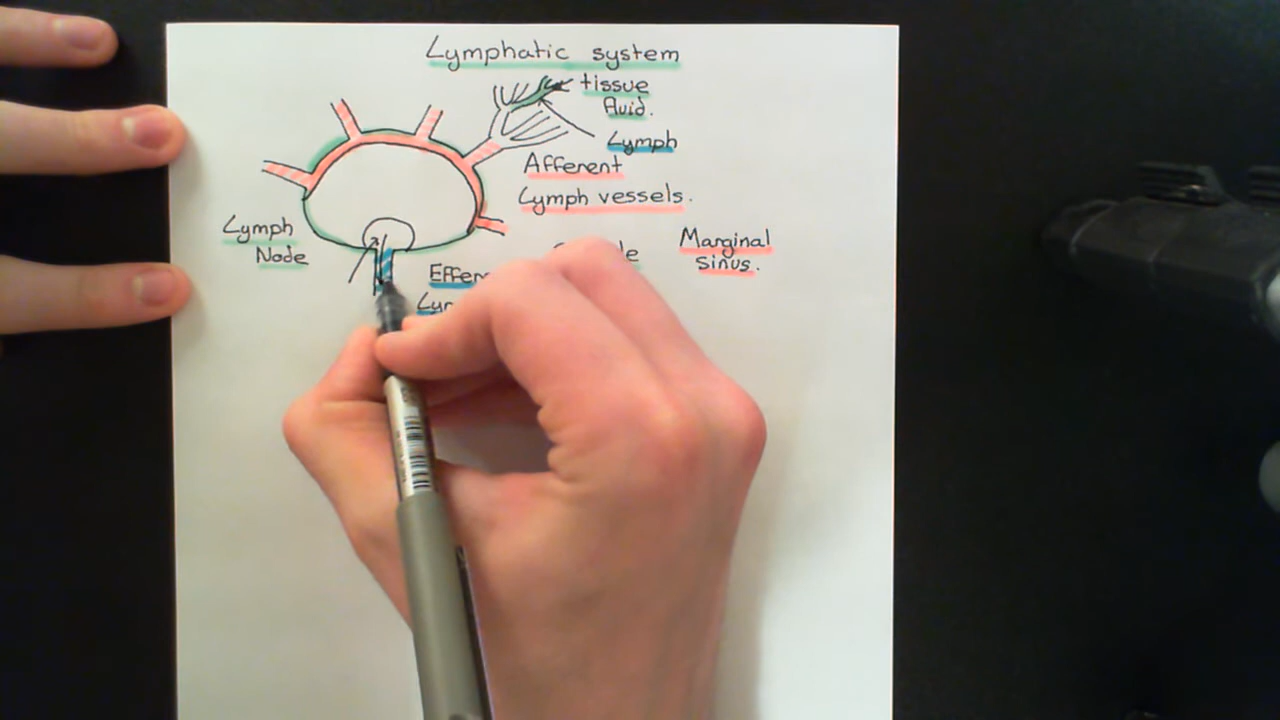 Lymphatic system
tissue
fluid.
Lymph
Afferent
Lymph vessels.
Lymph
Node
Marginal
Sinus.